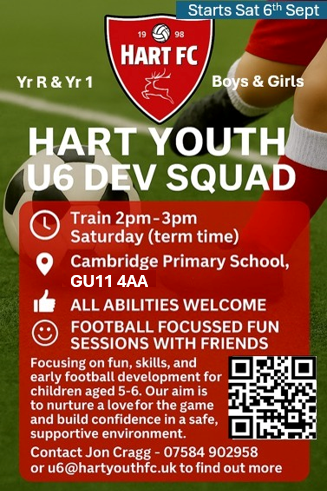 Starts Sat 6th Sept
19 98
HART FC
Yr R & Yr 1
Boys & Girls
HART YOUTH
U6 DEV SQUAD
Train 2pm-3pm
Saturday (term time)
Cambridge Primary School,
GU11 4AA
ALL ABILITIES WELCOME
FOOTBALL FOCUSSED FUN
SESSIONS WITH FRIENDS
Focusing on fun, skills, and
early football development for
children aged 5-6. Our aim is
to nurture a love for the game
and build confidence in a safe,
supportive environment.
Contact Jon Cragg - 07584 902958
or u6@hartyouthfc.uk to find out more